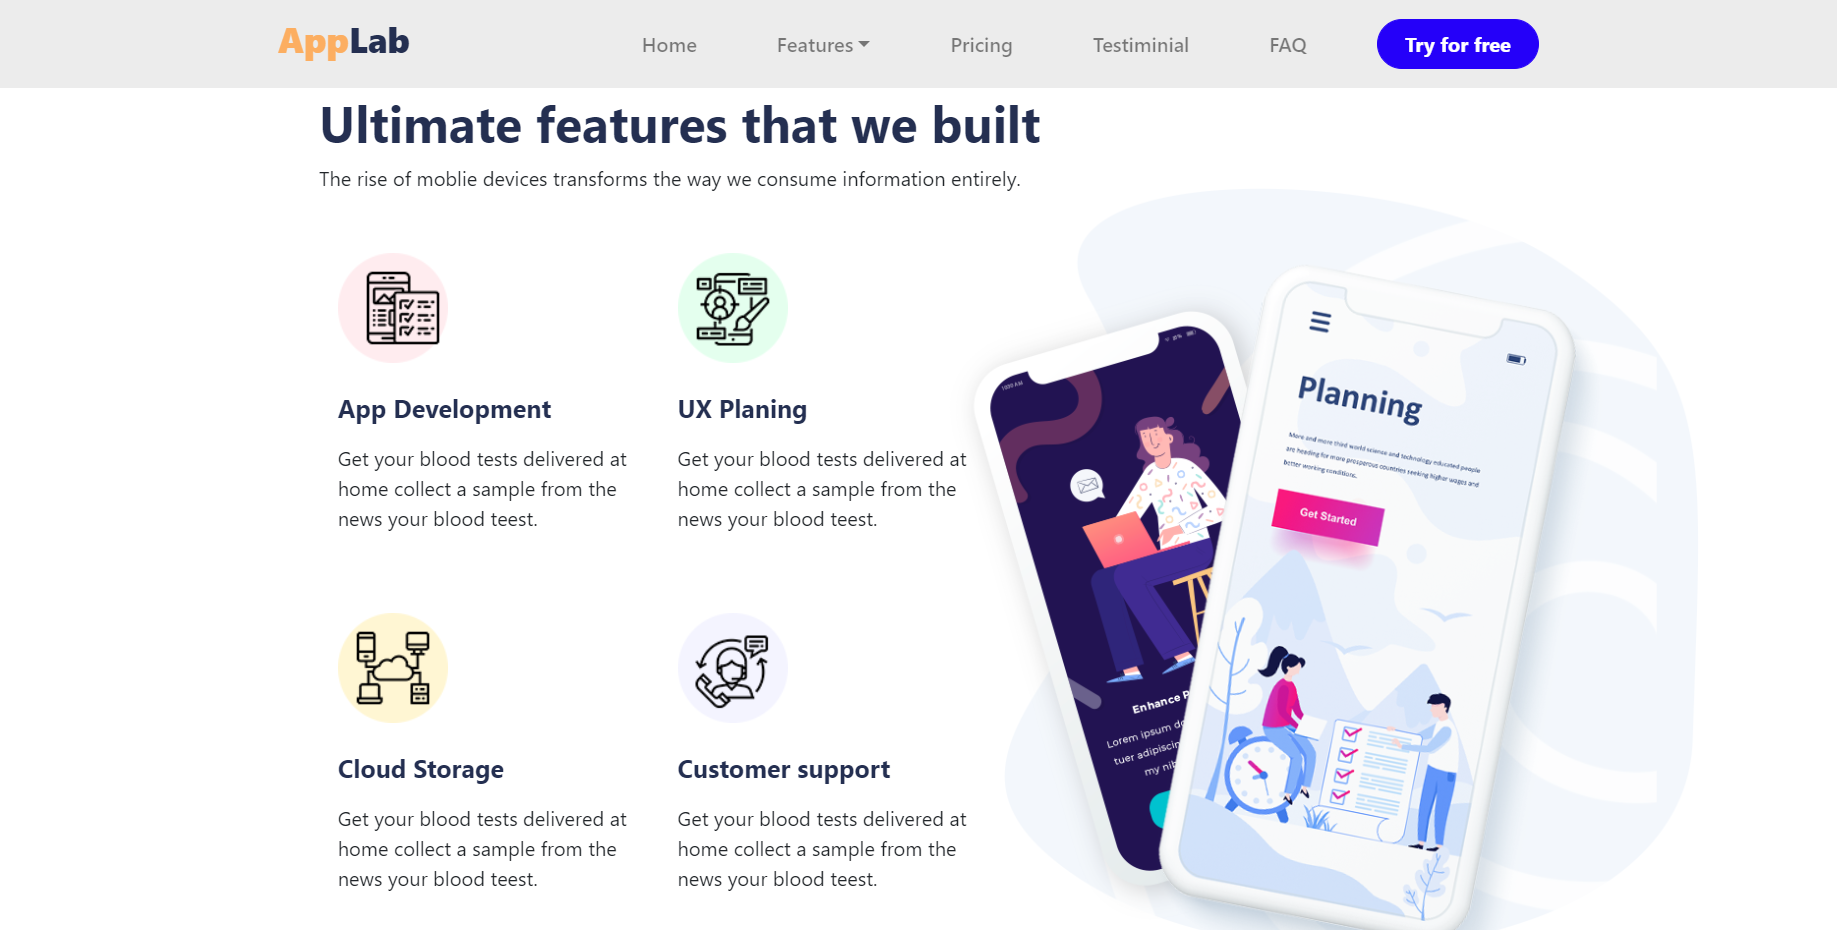 AppLab
Home
Features
Pricing
Testiminial
FAQ
Try for free
Ultimate features that we built
The rise of moblie devices transforms the way we consume information entirely.
App Development
Get your blood tests delivered at
home collect a sample from the
news your blood teest.
UX Planing
Get your blood tests delivered at
home collect a sample from the
news your blood teest.
Cloud Storage
Get your blood tests delivered at
home collect a sample from the
news your blood teest.
Customer support
Get your blood tests delivered at
home collect a sample from the
news your blood teest.
Enhance
Lorem ipsum
tuer
my
Planning
More and more third world science and technology educated people
are heading for more prosperous countries seeking higher wages and
better working conditions.
Get Started